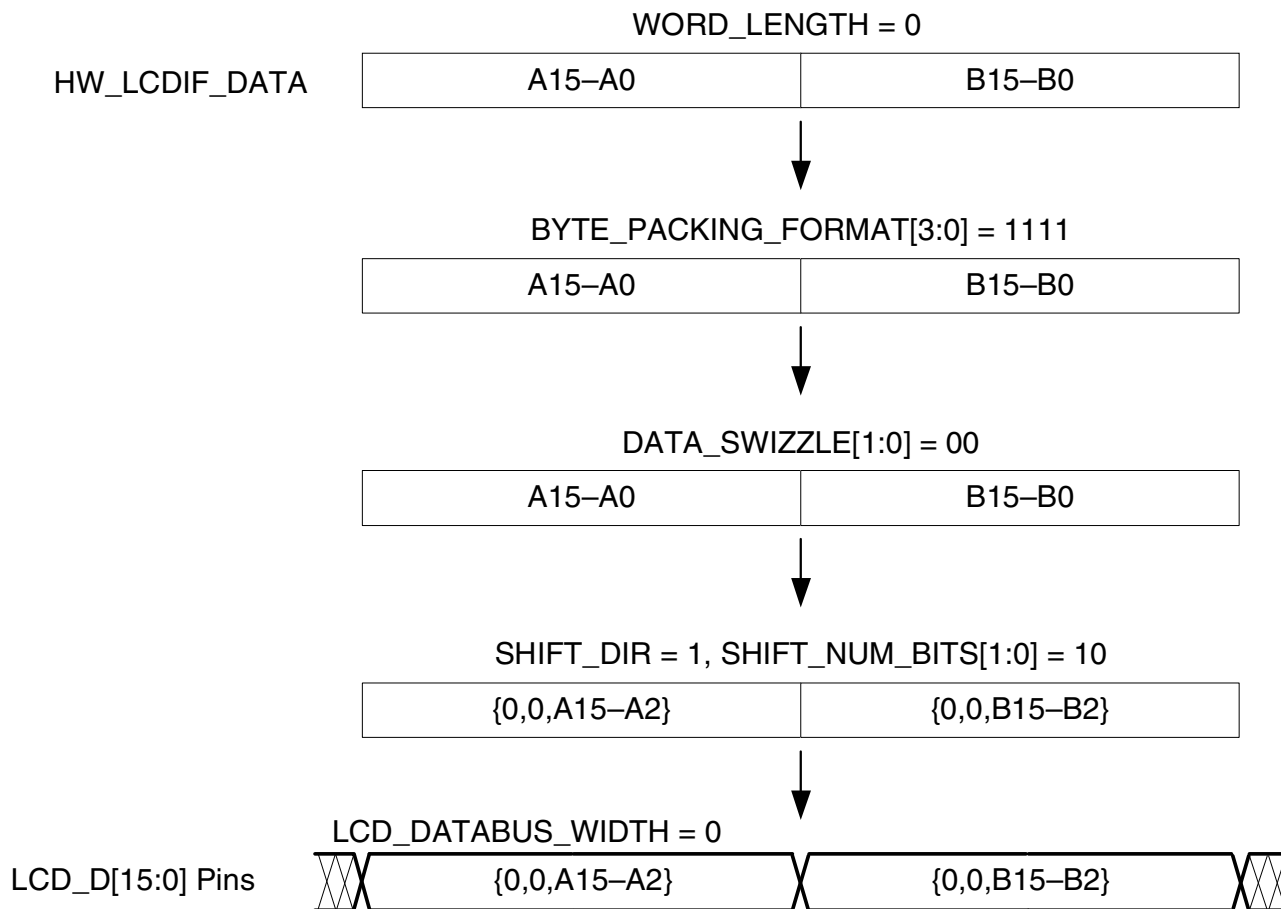 WORD_LENGTH = 0
HW_LCDIF_DATA A15–A0 B15–B0
BYTE_PACKING_FORMAT[3:0] = 1111
A15–A0 B15–B0
DATA_SWIZZLE[1:0] = 00
A15–A0 B15–B0
SHIFT_DIR = 1, SHIFT_NUM_BITS[1:0] = 10
{0,0,A15–A2} {0,0,B15–B2}
LCD_DATABUS_WIDTH = 0
LCD_D[15:0] Pins {0,0,A15–A2} {0,0,B15–B2}